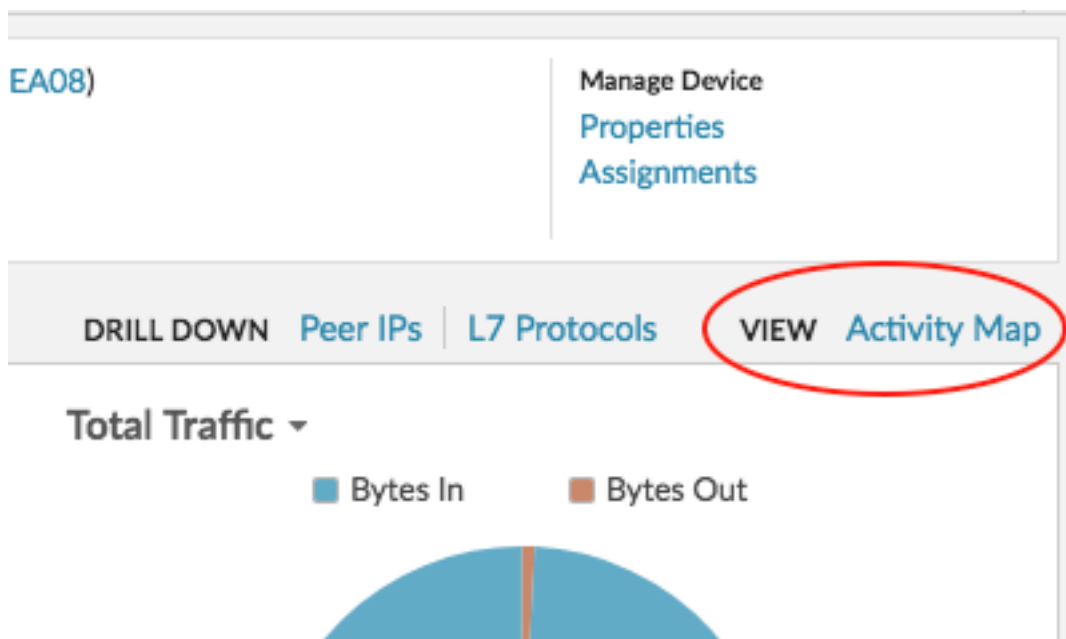 EA08)
Manage Device
Properties
Assignments
DRILL DOWN Peer IPs L7 Protocols VIEW Activity Map
Total Traffic
Bytes In Bytes Out